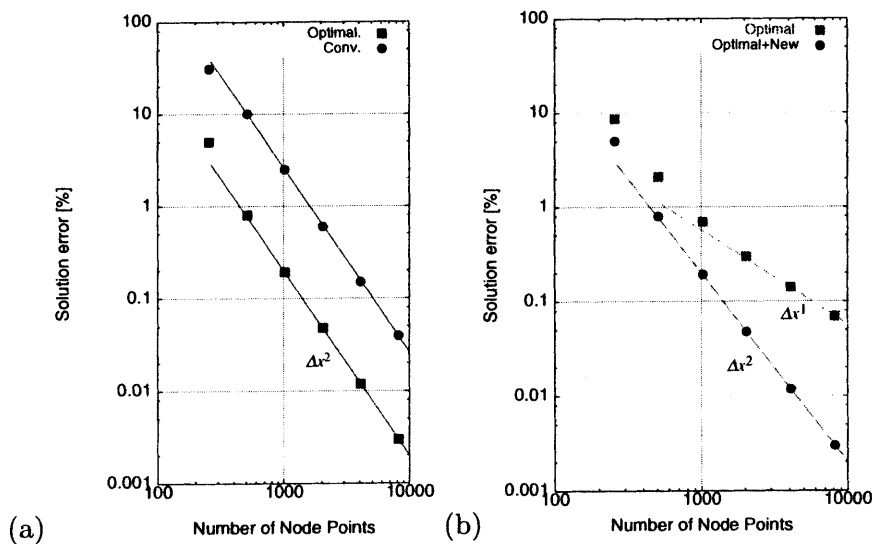 Optimal.
Conv.
100
10
1
0.1
0.01
0.001
Solution error [%]
Δx²
100
1000
10000
Number of Node Points
(a)
Optimal
Optimal+New
100
10
1
0.1
0.01
0.001
Solution error [%]
Δx¹
Δx²
100
1000
10000
Number of Node Points
(b)